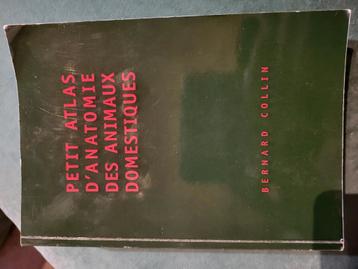 PETIT ATLAS
D'ANATOMIE
DES ANIMAUX
DOMESTIQUES
BERNARD COLLIN